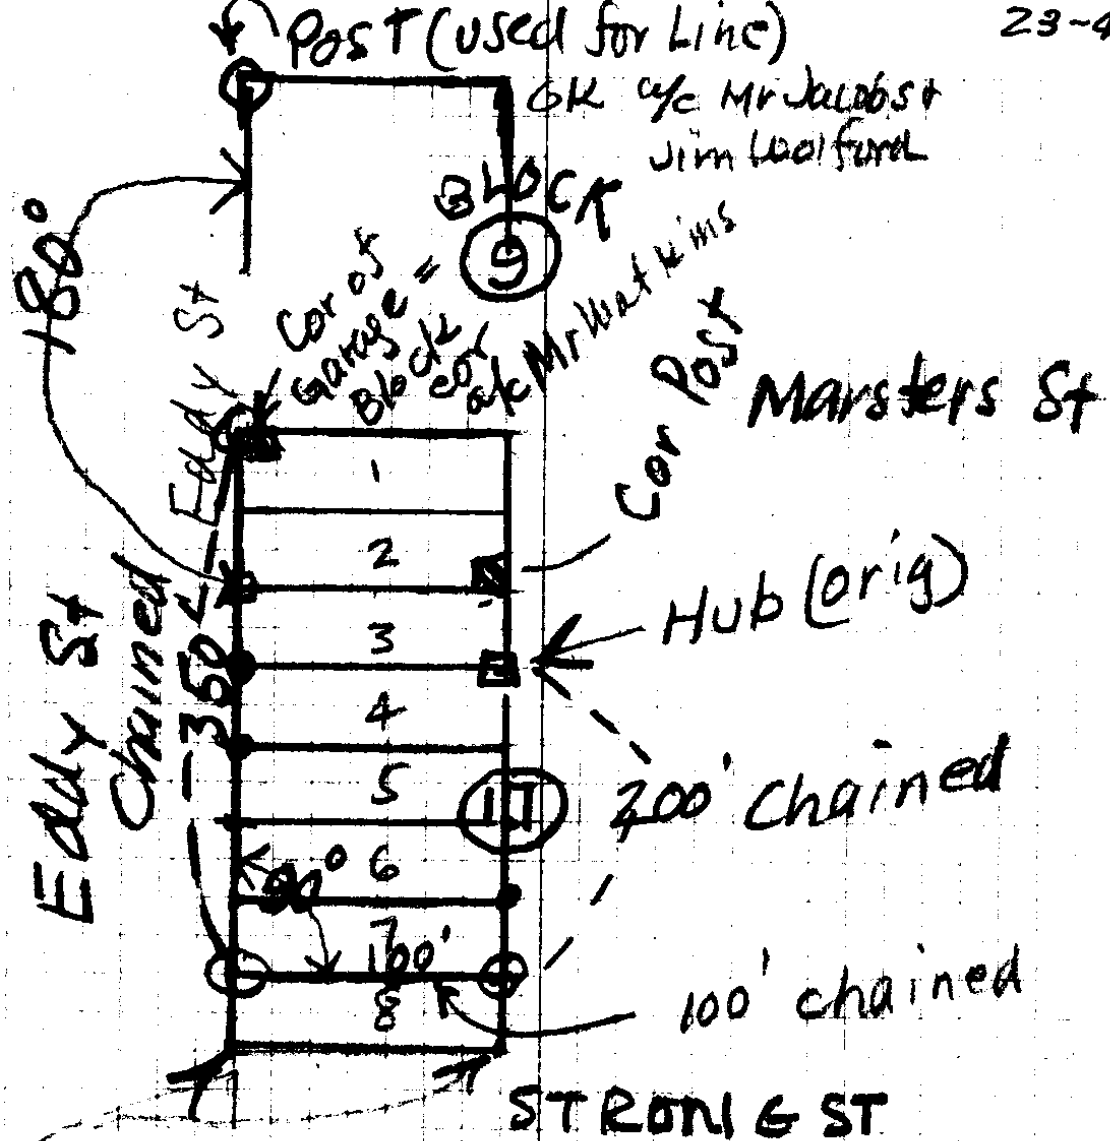 POST (used for Line)
23-4
OK a/c Mr Jacobs +
Jim Woolford
BLOCK
9
180°
Eddy St
Cor of
Garage =
Block
cor
a/c Mr Watkins
Cor Post
Marsters St
1
2
3
Hub (orig)
4
Eddy St
Chained
350
5
17
200' Chained
6
90°
7
100'
8
100' chained
STRONG ST